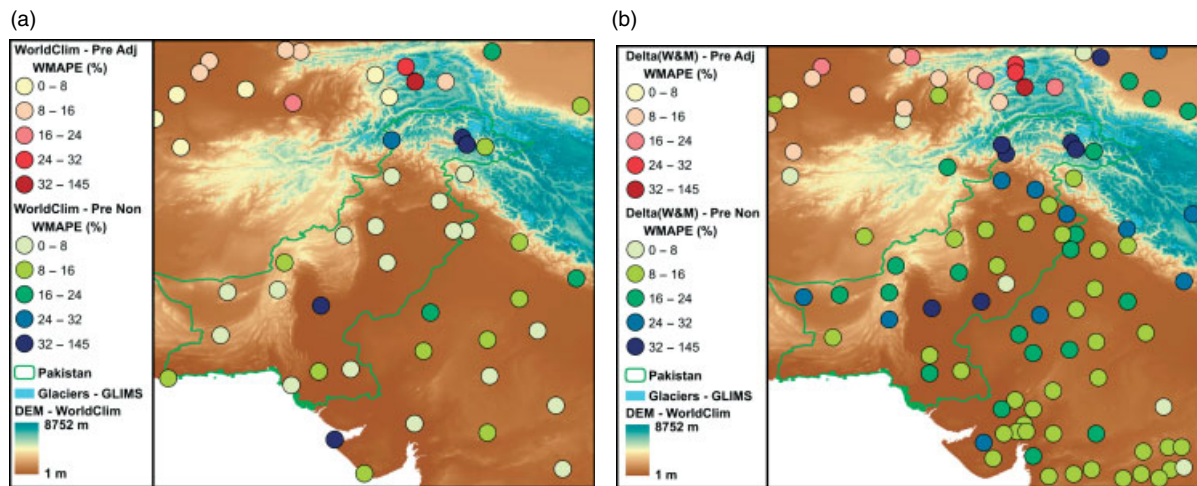 (a)
WorldClim - Pre Adj
WMAPE (%)
0 – 8
8 – 16
16 – 24
24 – 32
32 – 145
WorldClim - Pre Non
WMAPE (%)
0 – 8
8 – 16
16 – 24
24 – 32
32 – 145
Pakistan
Glaciers - GLIMS
DEM - WorldClim
8752 m
1 m
(b)
Delta(W&M) - Pre Adj
WMAPE (%)
0 – 8
8 – 16
16 – 24
24 – 32
32 – 145
Delta(W&M) - Pre Non
WMAPE (%)
0 – 8
8 – 16
16 – 24
24 – 32
32 – 145
Pakistan
Glaciers - GLIMS
DEM - WorldClim
8752 m
1 m